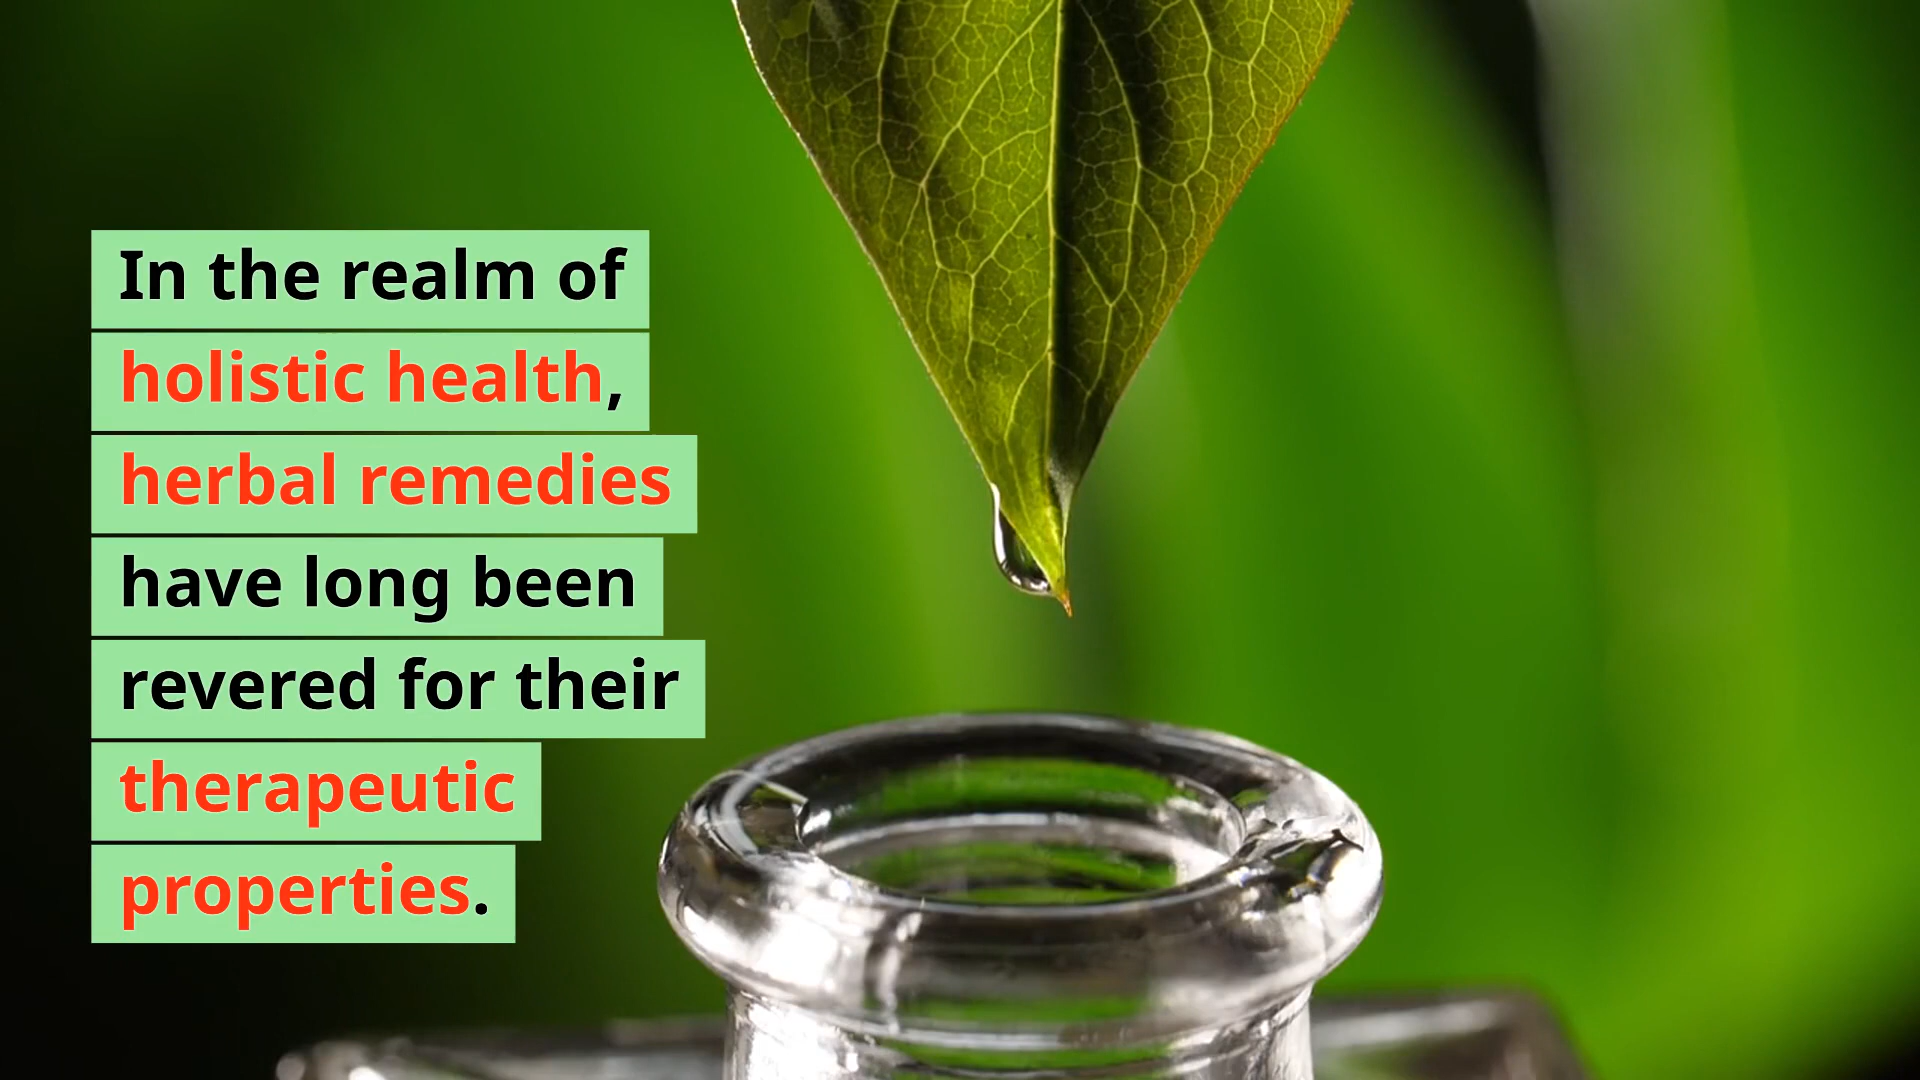 In the realm of
holistic health,
herbal remedies
have long been
revered for their
therapeutic
properties.